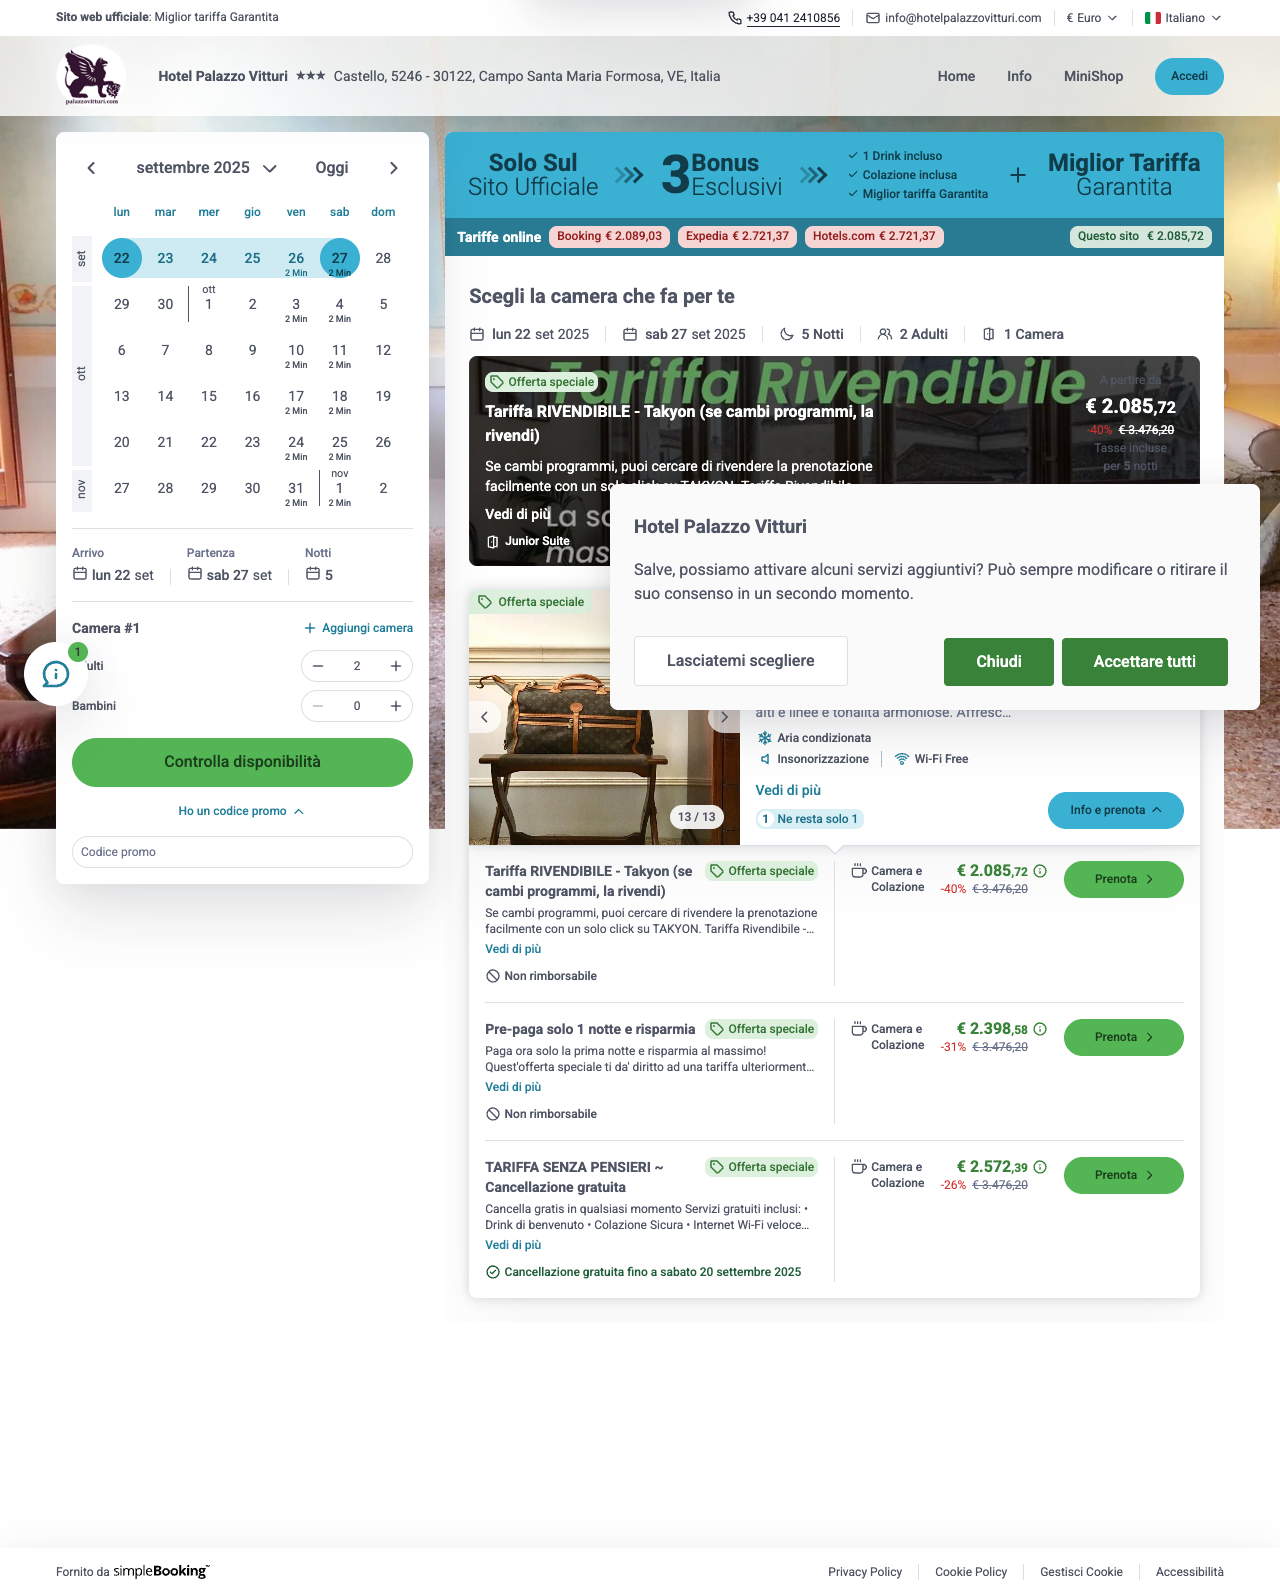 Sito web ufficiale: Miglior tariffa Garantita
+39 041 2410856
info@hotelpalazzovitturi.com
€ Euro
Italiano
palazzovitturi.com
Hotel Palazzo Vitturi ★★★ Castello, 5246 - 30122, Campo Santa Maria Formosa, VE, Italia
Home
Info
MiniShop
Accedi
settembre 2025
Oggi
lun mar mer gio ven sab dom
set
22 23 24 25 26 27 28
2 Min 2 Min
ott
ott
29 30 1 2 3 4 5
2 Min 2 Min
6 7 8 9 10 11 12
2 Min 2 Min
13 14 15 16 17 18 19
2 Min 2 Min
20 21 22 23 24 25 26
2 Min 2 Min
nov
nov
27 28 29 30 31 1 2
2 Min 2 Min
Arrivo Partenza Notti
lun 22 set sab 27 set 5
Camera #1
Aggiungi camera
1
ulti
2
Bambini
0
Controlla disponibilità
Ho un codice promo
Codice promo
Solo Sul
Sito Ufficiale
3 Bonus
Esclusivi
1 Drink incluso
Colazione inclusa
Miglior tariffa Garantita
+
Miglior Tariffa
Garantita
Tariffe online
Booking € 2.089,03
Expedia € 2.721,37
Hotels.com € 2.721,37
Questo sito € 2.085,72
Scegli la camera che fa per te
lun 22 set 2025
sab 27 set 2025
5 Notti
2 Adulti
1 Camera
Tariffa Rivendibile
Offerta speciale
Tariffa RIVENDIBILE - Takyon (se cambi programmi, la
rivendi)
Se cambi programmi, puoi cercare di rivendere la prenotazione
facilmente con un solo click su TAKYON. Tariffa Rivendibile
Vedi di più
Junior Suite
A partire da
€ 2.085,72
-40% € 3.476,20
Tasse incluse
per 5 notti
Hotel Palazzo Vitturi
Salve, possiamo attivare alcuni servizi aggiuntivi? Può sempre modificare o ritirare il
suo consenso in un secondo momento.
Lasciatemi scegliere
Chiudi
Accettare tutti
Offerta speciale
13 / 13
alti e linee e tonalità armoniose. Affresc...
Aria condizionata
Insonorizzazione
Wi-Fi Free
Vedi di più
1 Ne resta solo 1
Info e prenota
Tariffa RIVENDIBILE - Takyon (se
cambi programmi, la rivendi)
Offerta speciale
Se cambi programmi, puoi cercare di rivendere la prenotazione
facilmente con un solo click su TAKYON. Tariffa Rivendibile -...
Vedi di più
Non rimborsabile
Camera e
Colazione
€ 2.085,72
-40% € 3.476,20
Prenota
Pre-paga solo 1 notte e risparmia
Offerta speciale
Paga ora solo la prima notte e risparmia al massimo!
Quest'offerta speciale ti da' diritto ad una tariffa ulteriorment...
Vedi di più
Non rimborsabile
Camera e
Colazione
€ 2.398,58
-31% € 3.476,20
Prenota
TARIFFA SENZA PENSIERI ~
Cancellazione gratuita
Offerta speciale
Cancella gratis in qualsiasi momento Servizi gratuiti inclusi: •
Drink di benvenuto • Colazione Sicura • Internet Wi-Fi veloce...
Vedi di più
Cancellazione gratuita fino a sabato 20 settembre 2025
Camera e
Colazione
€ 2.572,39
-26% € 3.476,20
Prenota
Fornito da simpleBooking
Privacy Policy
Cookie Policy
Gestisci Cookie
Accessibilità